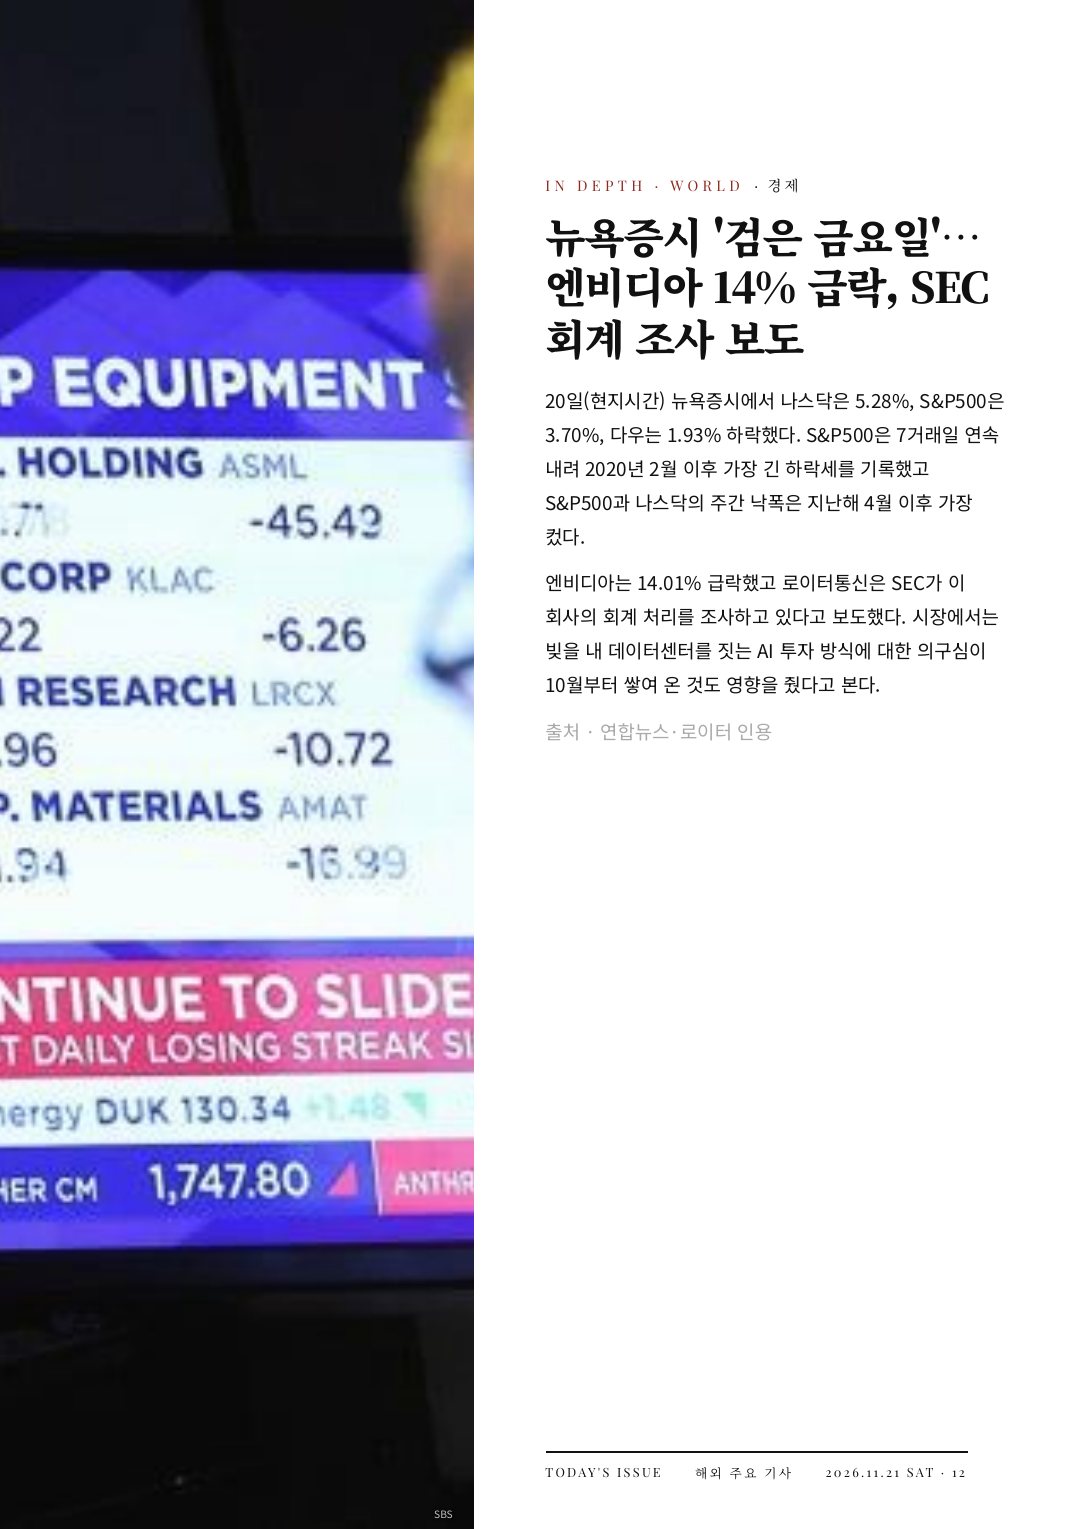 P EQUIPMENT
HOLDING ASML
-45.49
CORP KLAC
22 -6.26
RESEARCH LRCX
.96 -10.72
P. MATERIALS AMAT
.94 -16.99
NTINUE TO SLIDE
T DAILY LOSING STREAK
nergy DUK 130.34 +1.48
HER CM 1,747.80 ANTHR
SBS
IN DEPTH · WORLD · 경제
뉴욕증시 '검은 금요일'…
엔비디아 14% 급락, SEC
회계 조사 보도
20일(현지시간) 뉴욕증시에서 나스닥은 5.28%, S&P500은
3.70%, 다우는 1.93% 하락했다. S&P500은 7거래일 연속
내려 2020년 2월 이후 가장 긴 하락세를 기록했고
S&P500과 나스닥의 주간 낙폭은 지난해 4월 이후 가장
컸다.
엔비디아는 14.01% 급락했고 로이터통신은 SEC가 이
회사의 회계 처리를 조사하고 있다고 보도했다. 시장에서는
빚을 내 데이터센터를 짓는 AI 투자 방식에 대한 의구심이
10월부터 쌓여 온 것도 영향을 줬다고 본다.
출처 · 연합뉴스·로이터 인용
TODAY'S ISSUE 해외 주요 기사 2026.11.21 SAT · 12